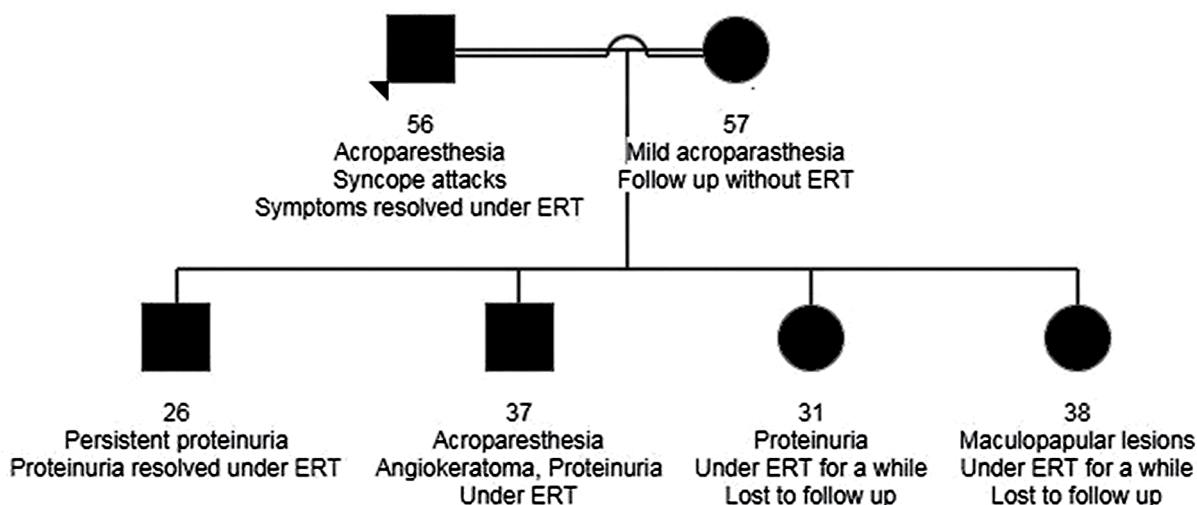 56
Acroparesthesia
Syncope attacks
Symptoms resolved under ERT
57
Mild acroparasthesia
Follow up without ERT
26
Persistent proteinuria
Proteinuria resolved under ERT
37
Acroparesthesia
Angiokeratoma, Proteinuria
Under ERT
31
Proteinuria
Under ERT for a while
Lost to follow up
38
Maculopapular lesions
Under ERT for a while
Lost to follow up